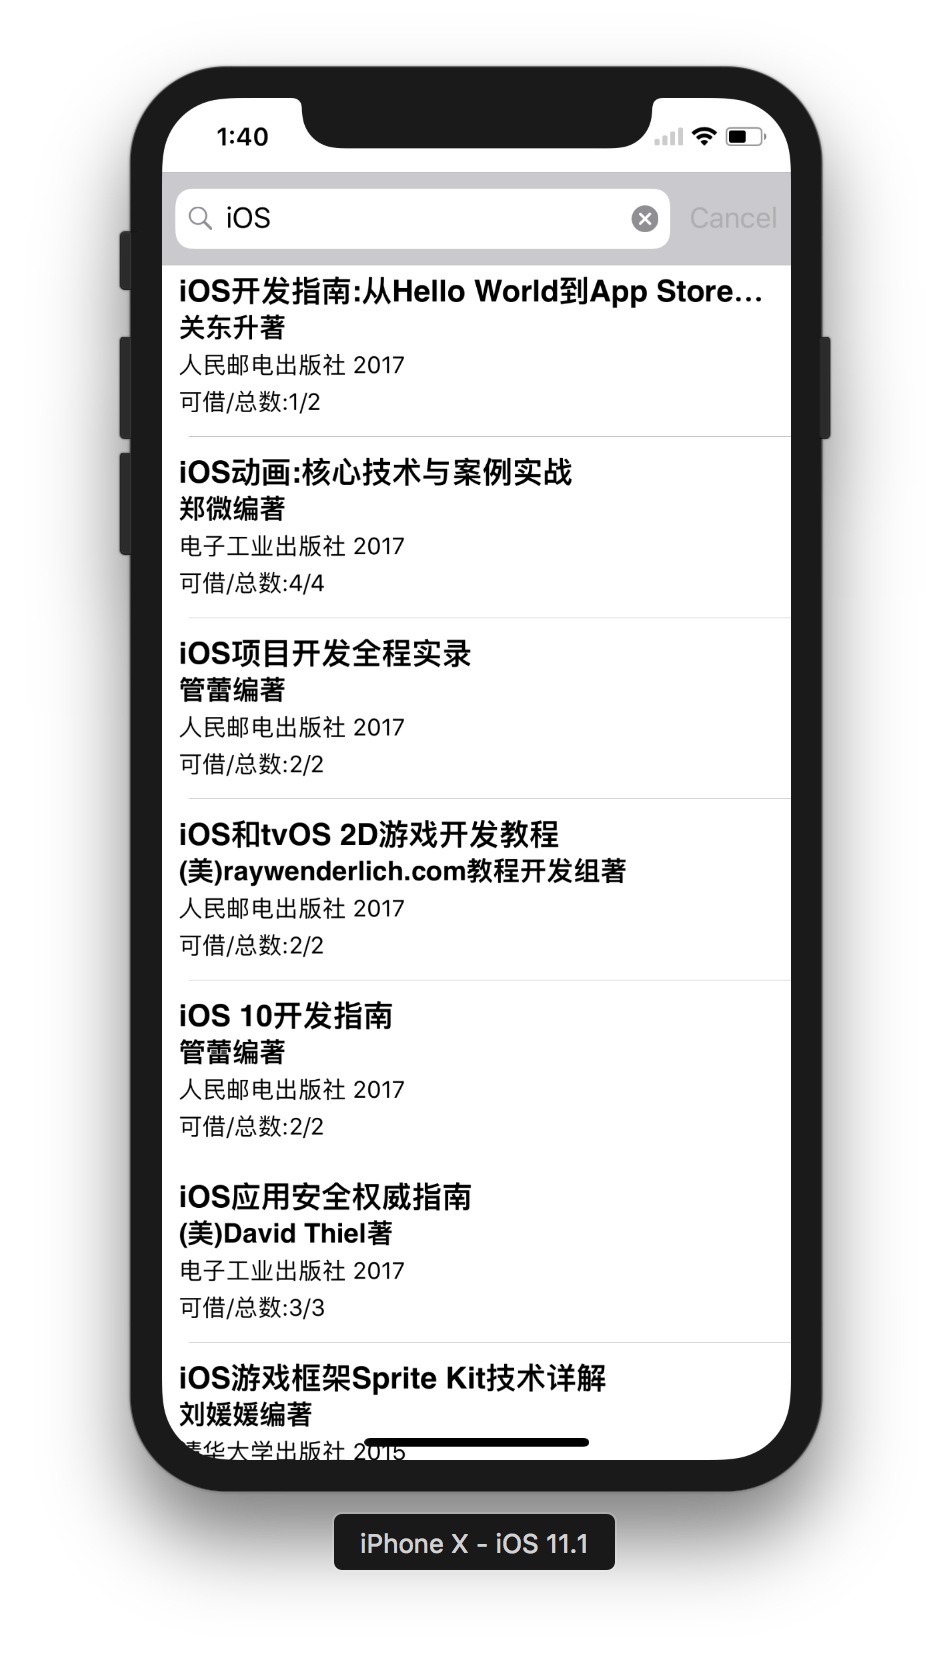 1:40
iOS
Cancel
iOS开发指南:从Hello World到App Store…
关东升著
人民邮电出版社 2017
可借/总数:1/2
iOS动画:核心技术与案例实战
郑微编著
电子工业出版社 2017
可借/总数:4/4
iOS项目开发全程实录
管蕾编著
人民邮电出版社 2017
可借/总数:2/2
iOS和tvOS 2D游戏开发教程
(美)raywenderlich.com教程开发组著
人民邮电出版社 2017
可借/总数:2/2
iOS 10开发指南
管蕾编著
人民邮电出版社 2017
可借/总数:2/2
iOS应用安全权威指南
(美)David Thiel著
电子工业出版社 2017
可借/总数:3/3
iOS游戏框架Sprite Kit技术详解
刘媛媛编著
清华大学出版社 2015
iPhone X - iOS 11.1